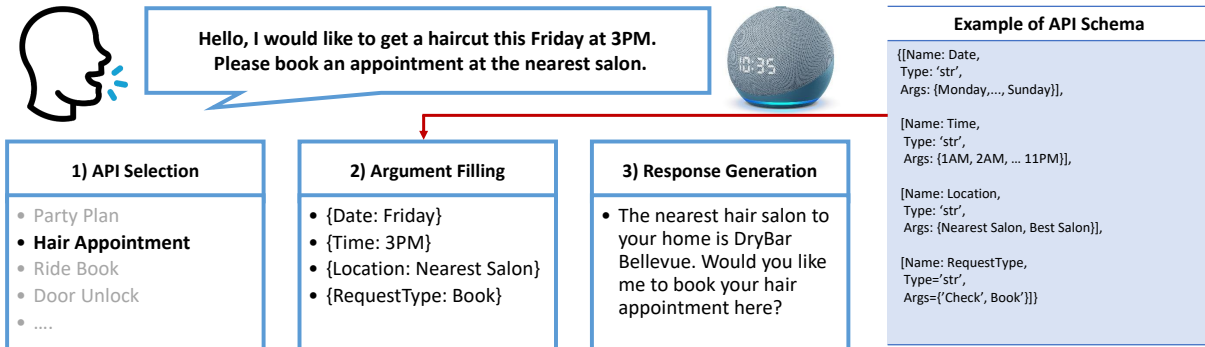 Hello, I would like to get a haircut this Friday at 3PM.
Please book an appointment at the nearest salon.
10:35
Example of API Schema
{[Name: Date,
Type: ‘str’,
Args: {Monday,..., Sunday}],
[Name: Time,
Type: ‘str’,
Args: {1AM, 2AM, … 11PM}],
[Name: Location,
Type: ‘str’,
Args: {Nearest Salon, Best Salon}],
[Name: RequestType,
Type=‘str’,
Args={‘Check’, Book’}]}
1) API Selection
• Party Plan
• Hair Appointment
• Ride Book
• Door Unlock
• ….
2) Argument Filling
• {Date: Friday}
• {Time: 3PM}
• {Location: Nearest Salon}
• {RequestType: Book}
3) Response Generation
• The nearest hair salon to
your home is DryBar
Bellevue. Would you like
me to book your hair
appointment here?